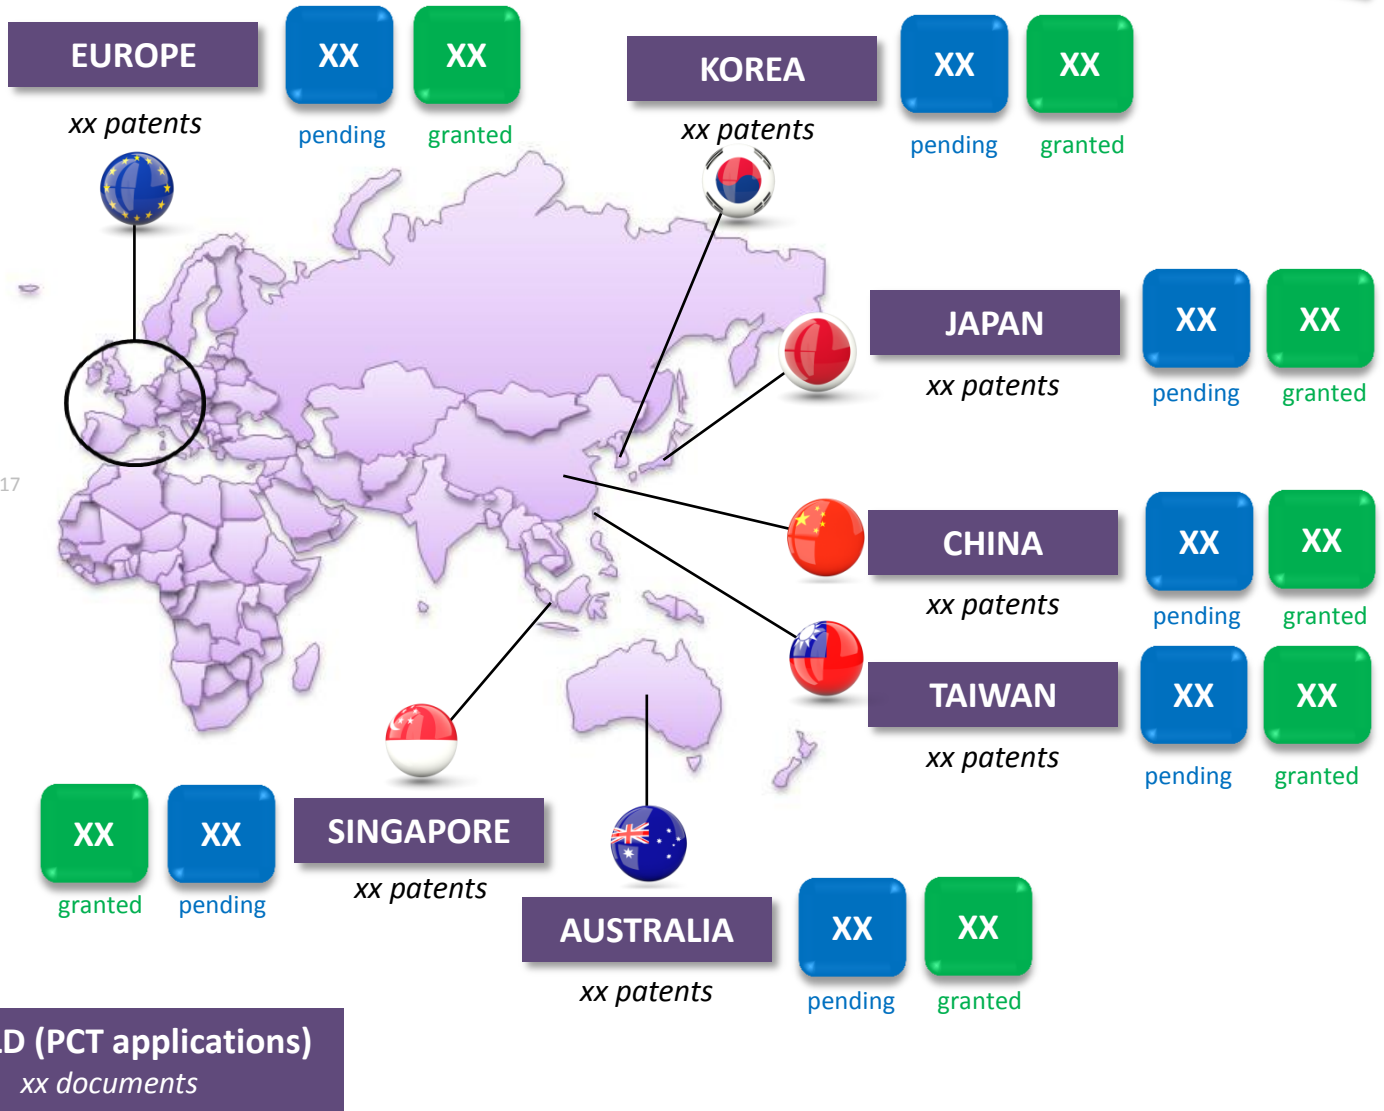 EUROPE
XX
XX
xx patents
pending
granted
KOREA
XX
XX
xx patents
pending
granted
JAPAN
XX
XX
xx patents
pending
granted
17
CHINA
XX
XX
xx patents
pending
granted
TAIWAN
XX
XX
xx patents
pending
granted
XX
XX
SINGAPORE
granted
pending
xx patents
AUSTRALIA
XX
XX
xx patents
pending
granted
LD (PCT applications)
xx documents